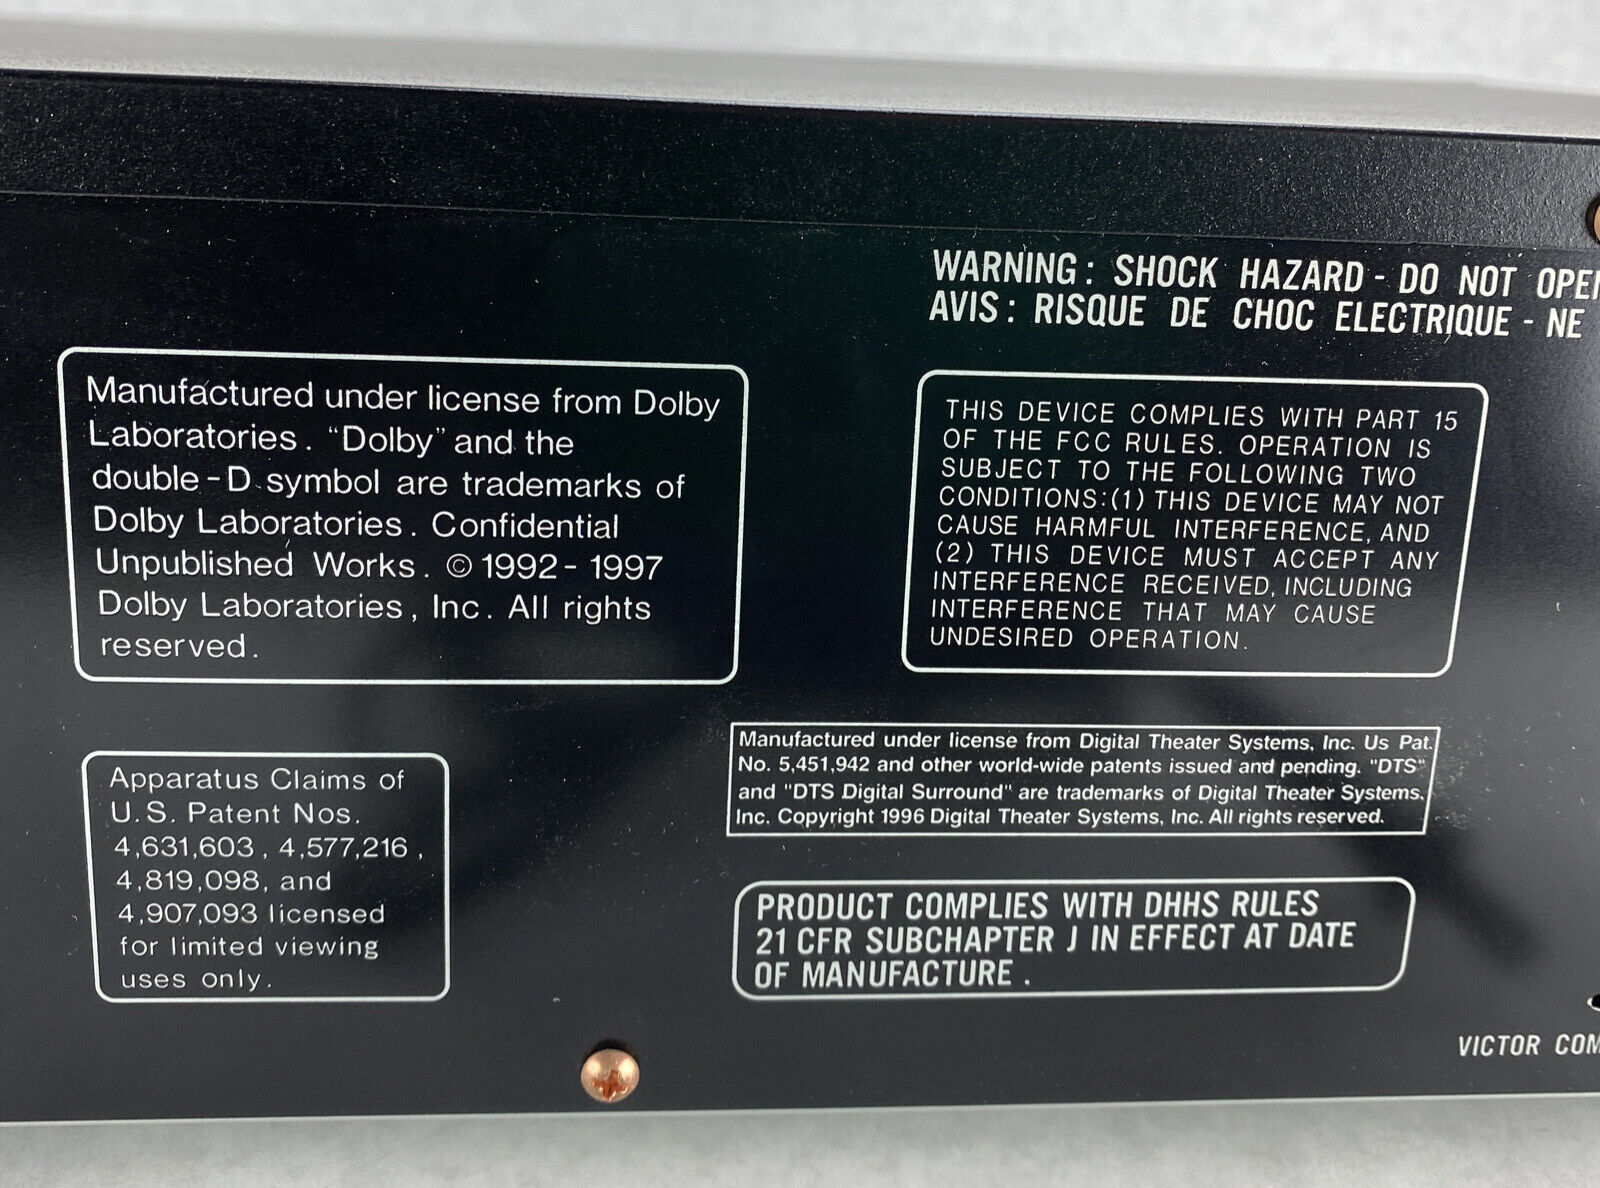 WARNING: SHOCK HAZARD - DO NOT
AVIS: RISQUE DE CHOC ELECTRIQUE - NE
Manufactured under license from Dolby
Laboratories. "Dolby" and the
double-D symbol are trademarks of
Dolby Laboratories. Confidential
Unpublished Works. © 1992-1997
Dolby Laboratories, Inc. All rights
reserved.
THIS DEVICE COMPLIES WITH PART 15
OF THE FCC RULES. OPERATION IS
SUBJECT TO THE FOLLOWING TWO
CONDITIONS:(1) THIS DEVICE MAY NOT
CAUSE HARMFUL INTERFERENCE, AND
(2) THIS DEVICE MUST ACCEPT ANY
INTERFERENCE RECEIVED, INCLUDING
INTERFERENCE THAT MAY CAUSE
UNDESIRED OPERATION.
Apparatus Claims of
U.S. Patent Nos.
4,631,603, 4,577,216,
4,819,098, and
4,907,093 licensed
for limited viewing
uses only.
Manufactured under license from Digital Theater Systems, Inc. Us Pat.
No. 5,451,942 and other world-wide patents issued and pending. "DTS"
and "DTS Digital Surround" are trademarks of Digital Theater Systems,
Inc. Copyright 1996 Digital Theater Systems, Inc. All rights reserved.
PRODUCT COMPLIES WITH DHHS RULES
21 CFR SUBCHAPTER J IN EFFECT AT DATE
OF MANUFACTURE.
VICTOR